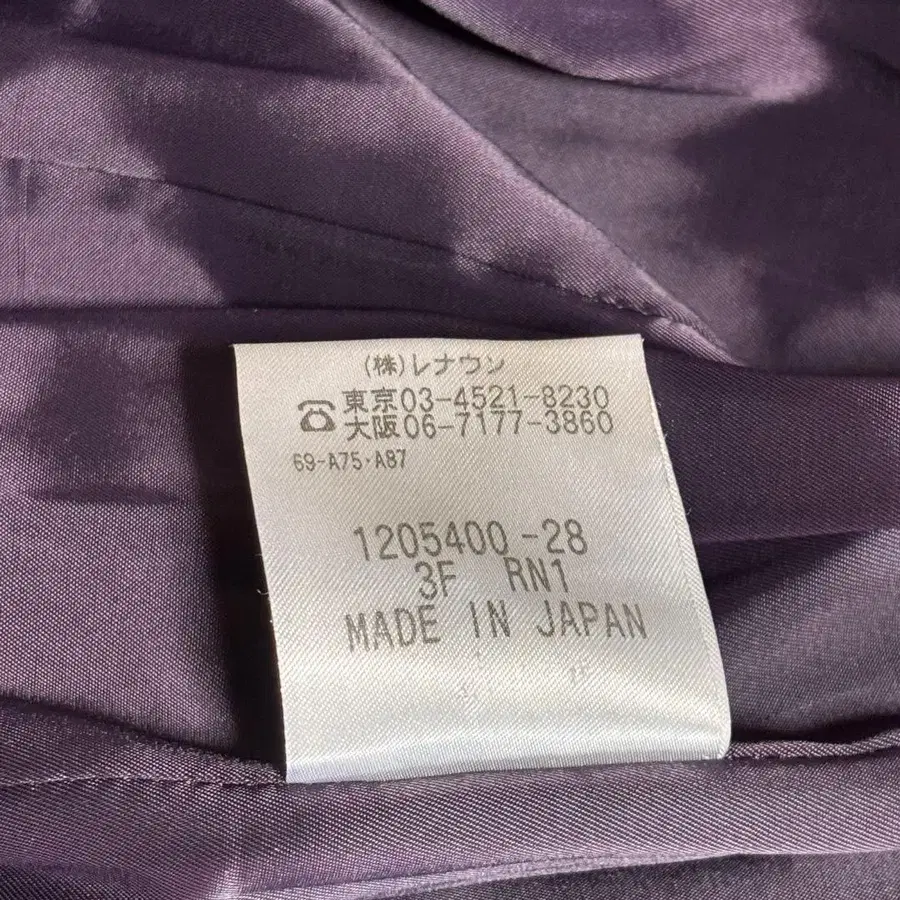 (株)レナウン
☎東京03-4521-8230
大阪06-7177-3860
69-A75·A87
1205400-28
3F RN1
MADE IN JAPAN